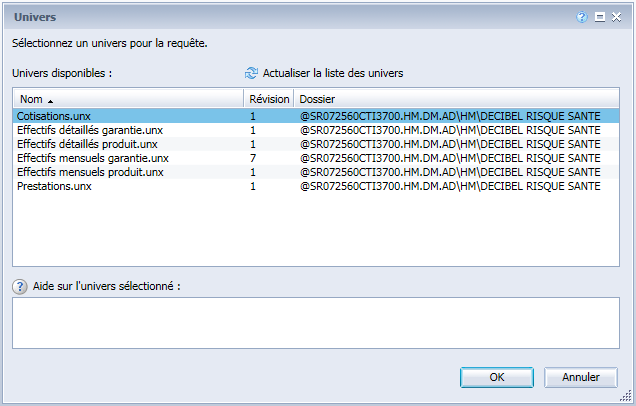 Univers
Sélectionnez un univers pour la requête.
Univers disponibles : Actualiser la liste des univers
Nom Révision Dossier
Cotisations.unx 1 @SR072560CTI3700.HM.DM.AD\HM\DECIBEL RISQUE SANTE
Effectifs détaillés garantie.unx 1 @SR072560CTI3700.HM.DM.AD\HM\DECIBEL RISQUE SANTE
Effectifs détaillés produit.unx 1 @SR072560CTI3700.HM.DM.AD\HM\DECIBEL RISQUE SANTE
Effectifs mensuels garantie.unx 7 @SR072560CTI3700.HM.DM.AD\HM\DECIBEL RISQUE SANTE
Effectifs mensuels produit.unx 1 @SR072560CTI3700.HM.DM.AD\HM\DECIBEL RISQUE SANTE
Prestations.unx 1 @SR072560CTI3700.HM.DM.AD\HM\DECIBEL RISQUE SANTE
Aide sur l'univers sélectionné :
OK Annuler